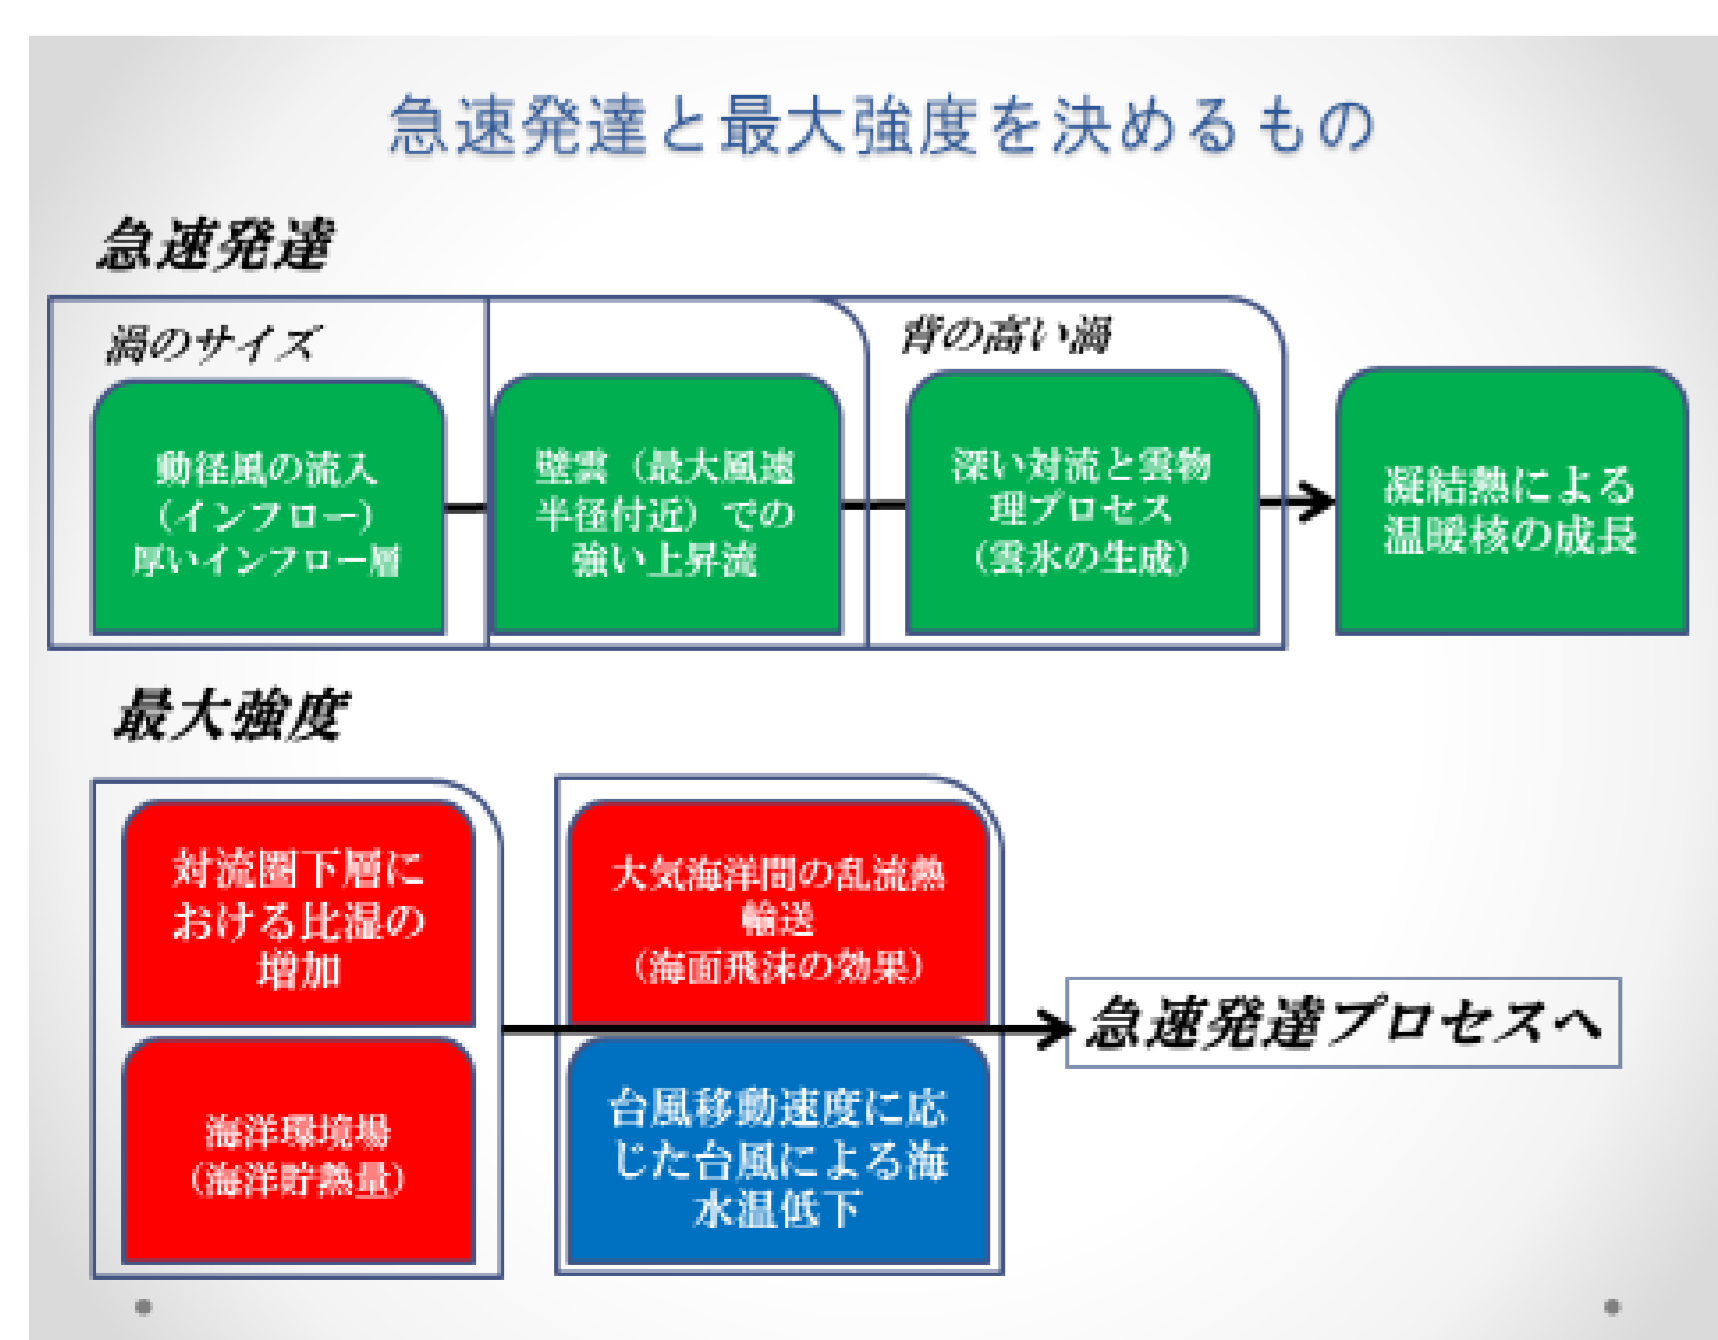 急速発達と最大強度を決めるもの
急速発達
渦のサイズ
背の高い渦
動径風の流入
（インフロー）
厚いインフロー層
壁雲（最大風速
半径付近）での
強い上昇流
深い対流と雲物
理プロセス
（雲氷の生成）
凝結熱による
温暖核の成長
最大強度
対流圏下層に
おける比湿の
増加
海洋環境場
（海洋貯熱量）
大気海洋間の乱流熱
輸送
（海面飛沫の効果）
台風移動速度に応
じた台風による海
水温低下
急速発達プロセスへ